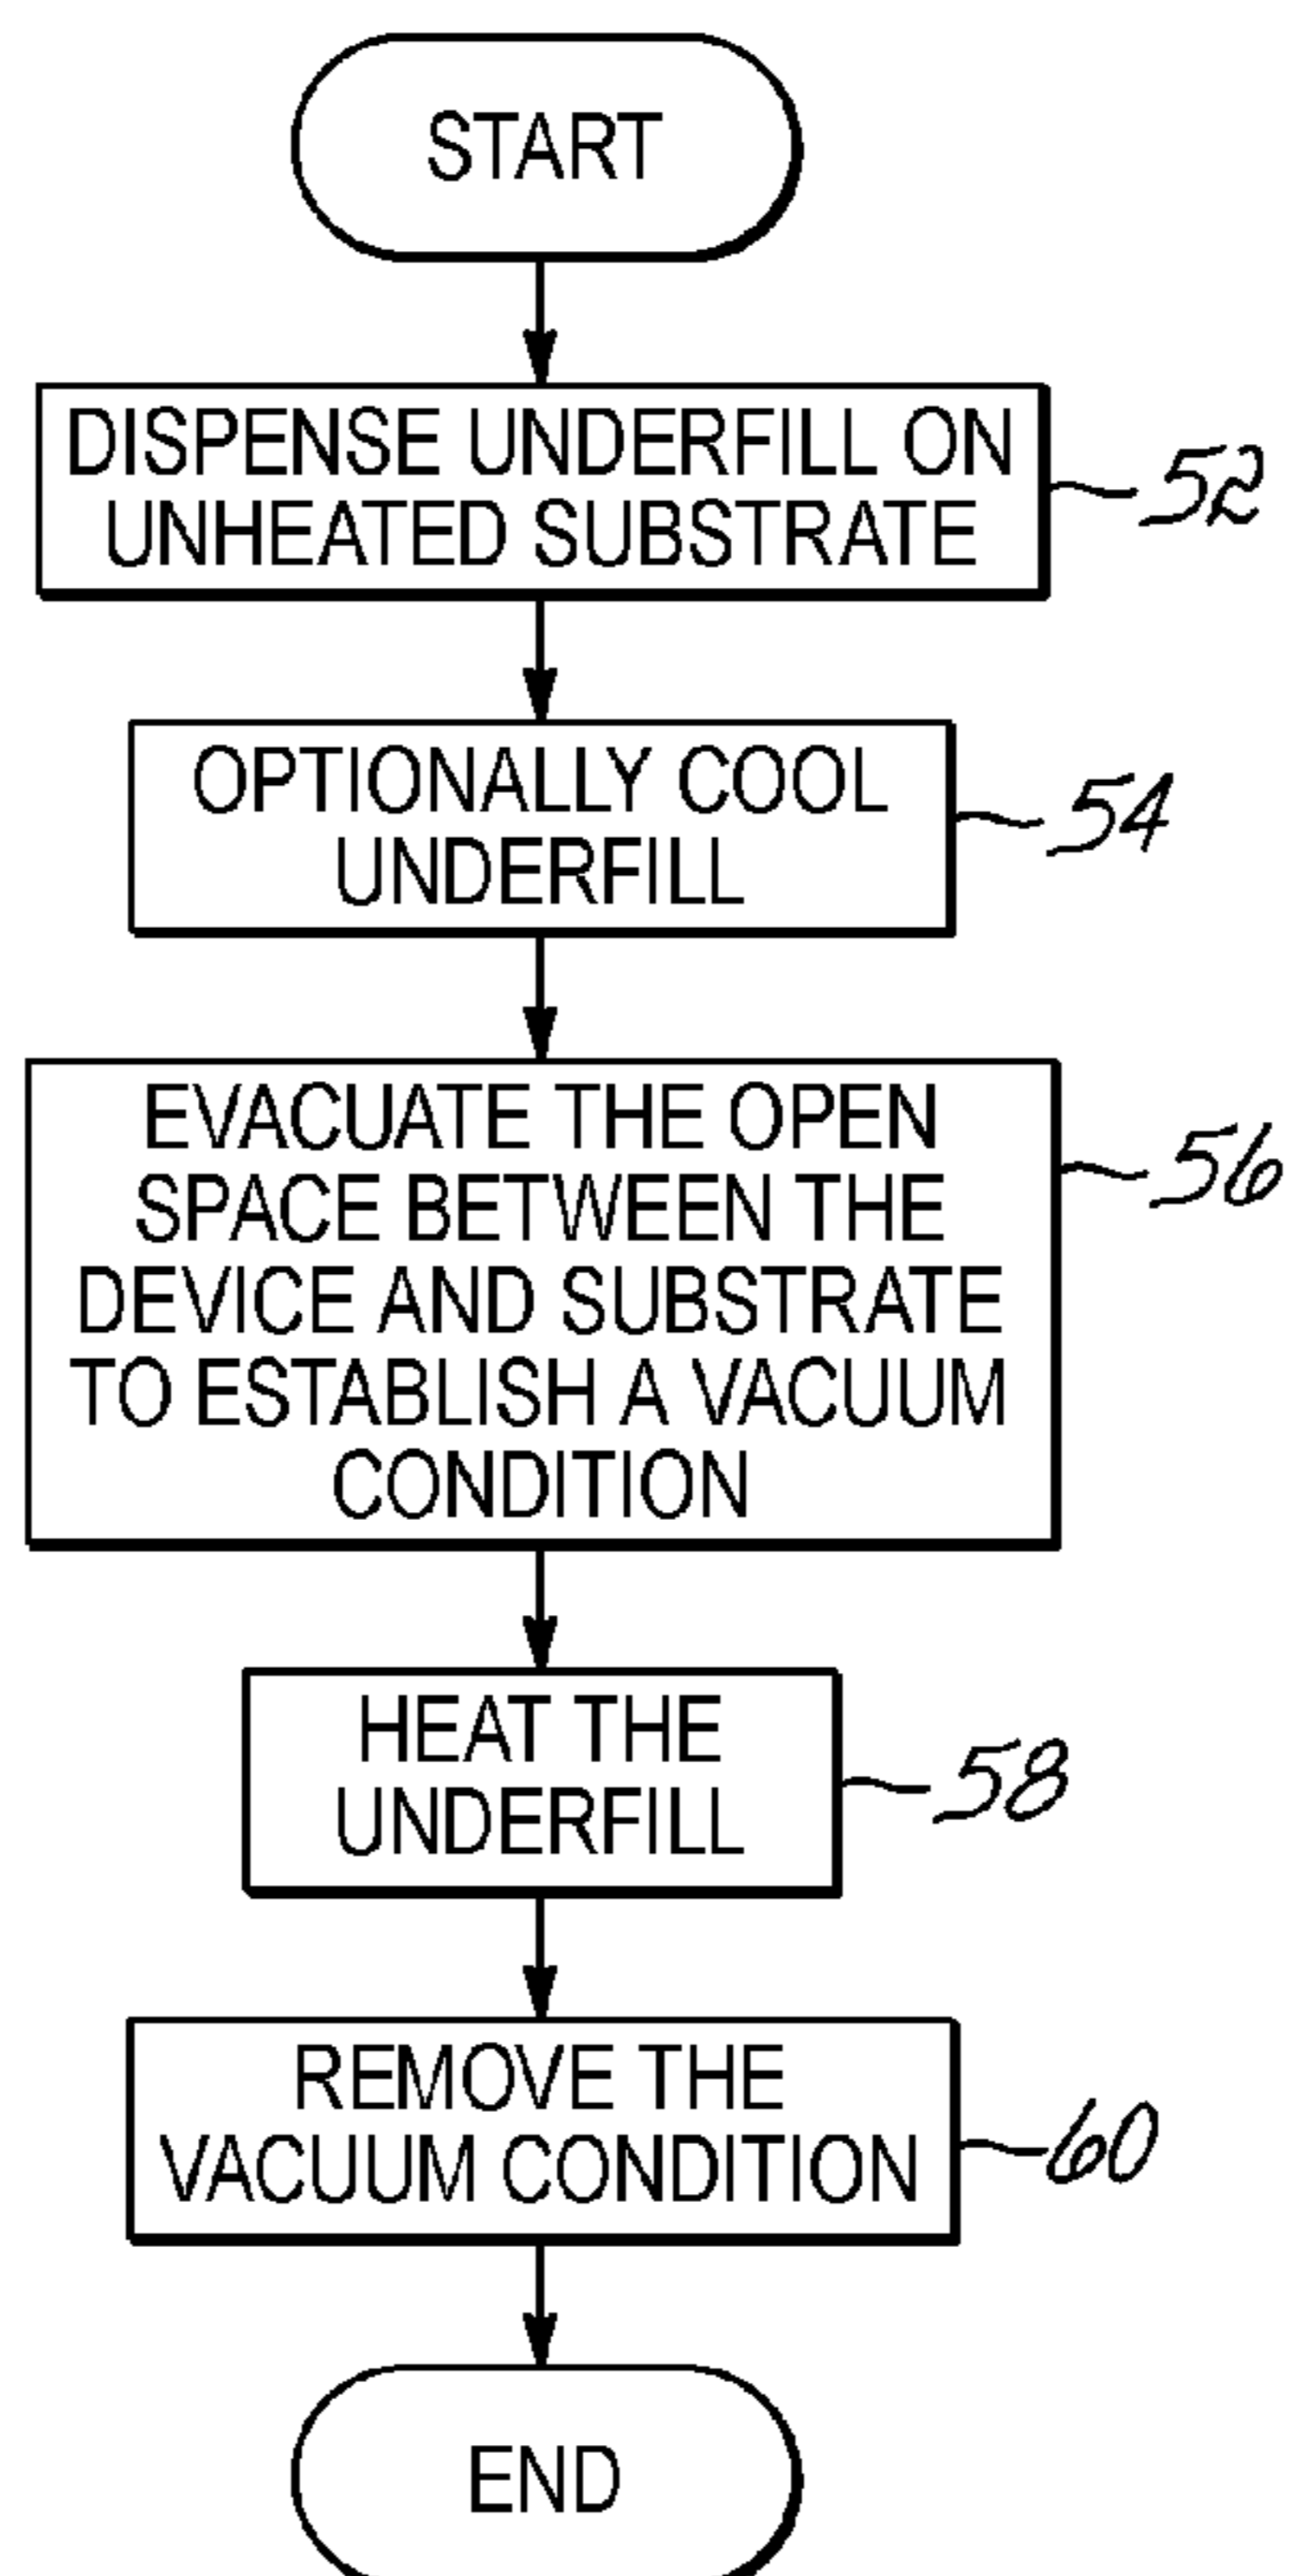 START
DISPENSE UNDERFILL ON
UNHEATED SUBSTRATE
52
OPTIONALLY COOL
UNDERFILL
54
EVACUATE THE OPEN
SPACE BETWEEN THE
DEVICE AND SUBSTRATE
TO ESTABLISH A VACUUM
CONDITION
56
HEAT THE
UNDERFILL
58
REMOVE THE
VACUUM CONDITION
60
END